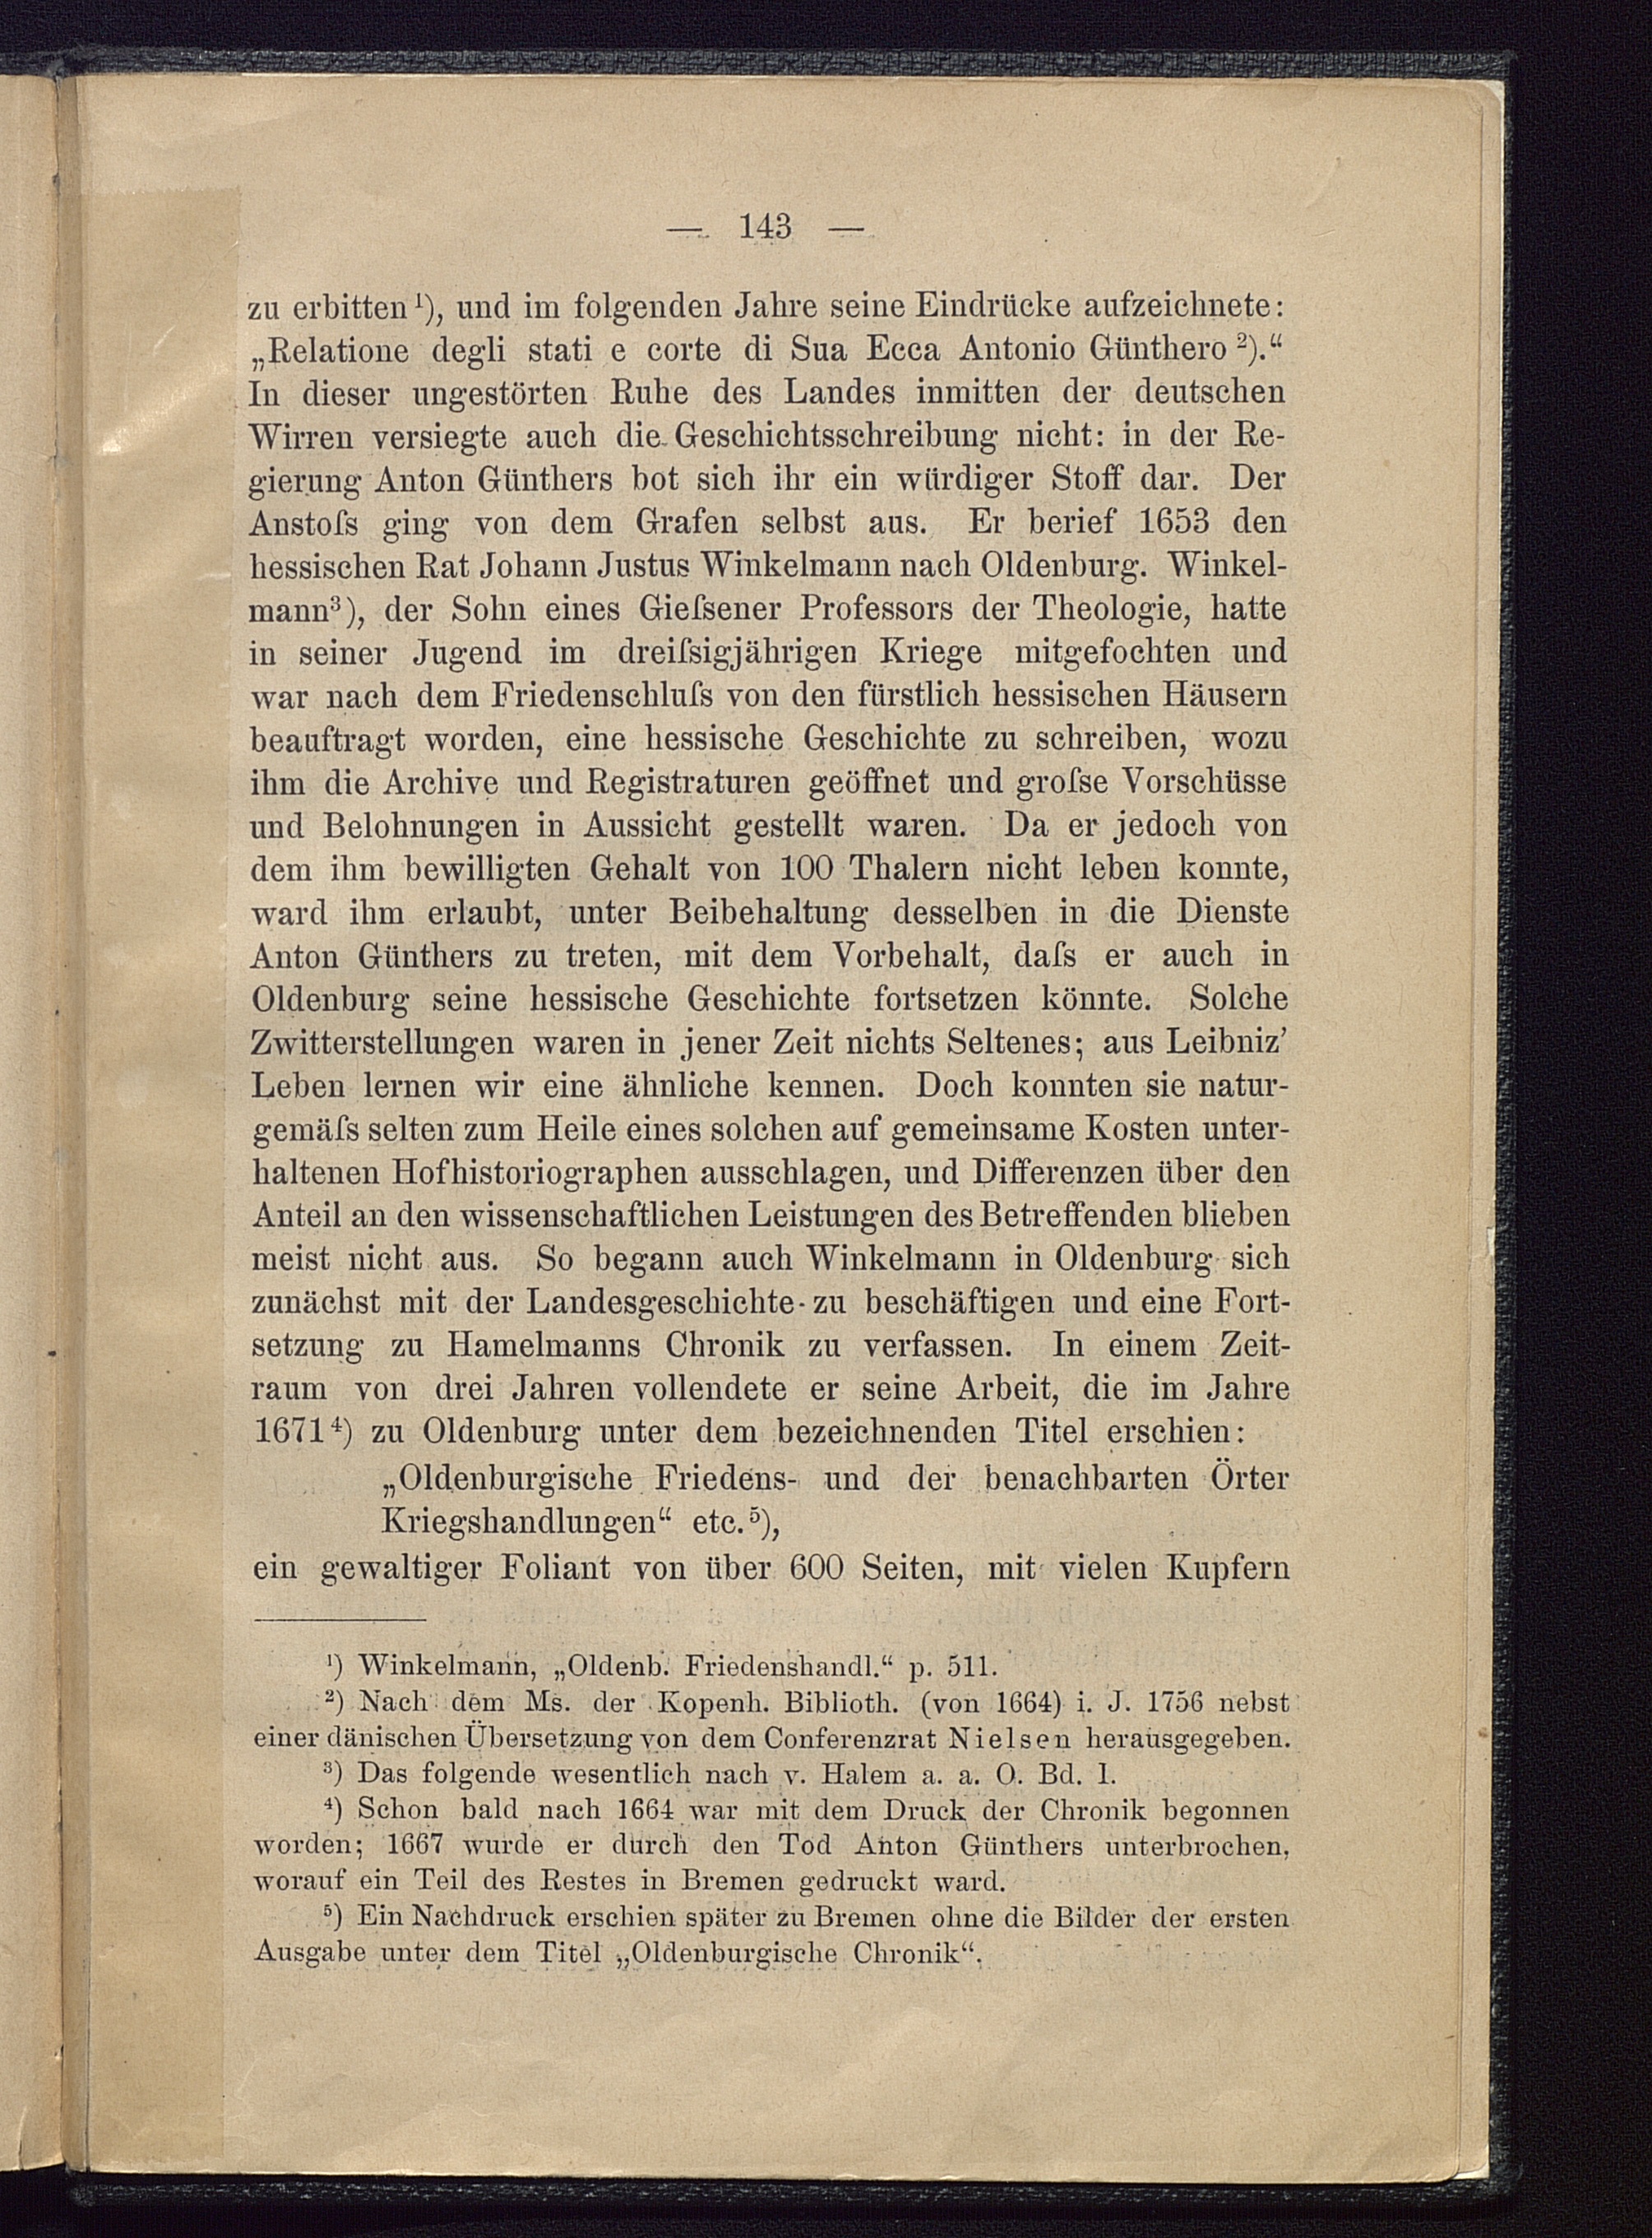 — 143 —
zu erbitten ¹), und im folgenden Jahre seine Eindrücke aufzeichnete:
„Relatione degli stati e corte di Sua Ecca Antonio Günthero ²).“
In dieser ungestörten Ruhe des Landes inmitten der deutschen
Wirren versiegte auch die Geschichtsschreibung nicht: in der Re-
gierung Anton Günthers bot sich ihr ein würdiger Stoff dar. Der
Anstoſs ging von dem Grafen selbst aus. Er berief 1653 den
hessischen Rat Johann Justus Winkelmann nach Oldenburg. Winkel-
mann³), der Sohn eines Gieſsener Professors der Theologie, hatte
in seiner Jugend im dreiſsigjährigen Kriege mitgefochten und
war nach dem Friedenschluſs von den fürstlich hessischen Häusern
beauftragt worden, eine hessische Geschichte zu schreiben, wozu
ihm die Archive und Registraturen geöffnet und groſse Vorschüsse
und Belohnungen in Aussicht gestellt waren. Da er jedoch von
dem ihm bewilligten Gehalt von 100 Thalern nicht leben konnte,
ward ihm erlaubt, unter Beibehaltung desselben in die Dienste
Anton Günthers zu treten, mit dem Vorbehalt, daſs er auch in
Oldenburg seine hessische Geschichte fortsetzen könnte. Solche
Zwitterstellungen waren in jener Zeit nichts Seltenes; aus Leibniz’
Leben lernen wir eine ähnliche kennen. Doch konnten sie natur-
gemäſs selten zum Heile eines solchen auf gemeinsame Kosten unter-
haltenen Hofhistoriographen ausschlagen, und Differenzen über den
Anteil an den wissenschaftlichen Leistungen des Betreffenden blieben
meist nicht aus. So begann auch Winkelmann in Oldenburg sich
zunächst mit der Landesgeschichte zu beschäftigen und eine Fort-
setzung zu Hamelmanns Chronik zu verfassen. In einem Zeit-
raum von drei Jahren vollendete er seine Arbeit, die im Jahre
1671⁴) zu Oldenburg unter dem bezeichnenden Titel erschien:
„Oldenburgische Friedens- und der benachbarten Örter
Kriegshandlungen“ etc.⁵),
ein gewaltiger Foliant von über 600 Seiten, mit vielen Kupfern
¹) Winkelmann, „Oldenb. Friedenshandl.“ p. 511.
²) Nach dem Ms. der Kopenh. Biblioth. (von 1664) i. J. 1756 nebst
einer dänischen Übersetzung von dem Conferenzrat Nielsen herausgegeben.
³) Das folgende wesentlich nach v. Halem a. a. O. Bd. I.
⁴) Schon bald nach 1664 war mit dem Druck der Chronik begonnen
worden; 1667 wurde er durch den Tod Anton Günthers unterbrochen,
worauf ein Teil des Restes in Bremen gedruckt ward.
⁵) Ein Nachdruck erschien später zu Bremen ohne die Bilder der ersten
Ausgabe unter dem Titel „Oldenburgische Chronik“.